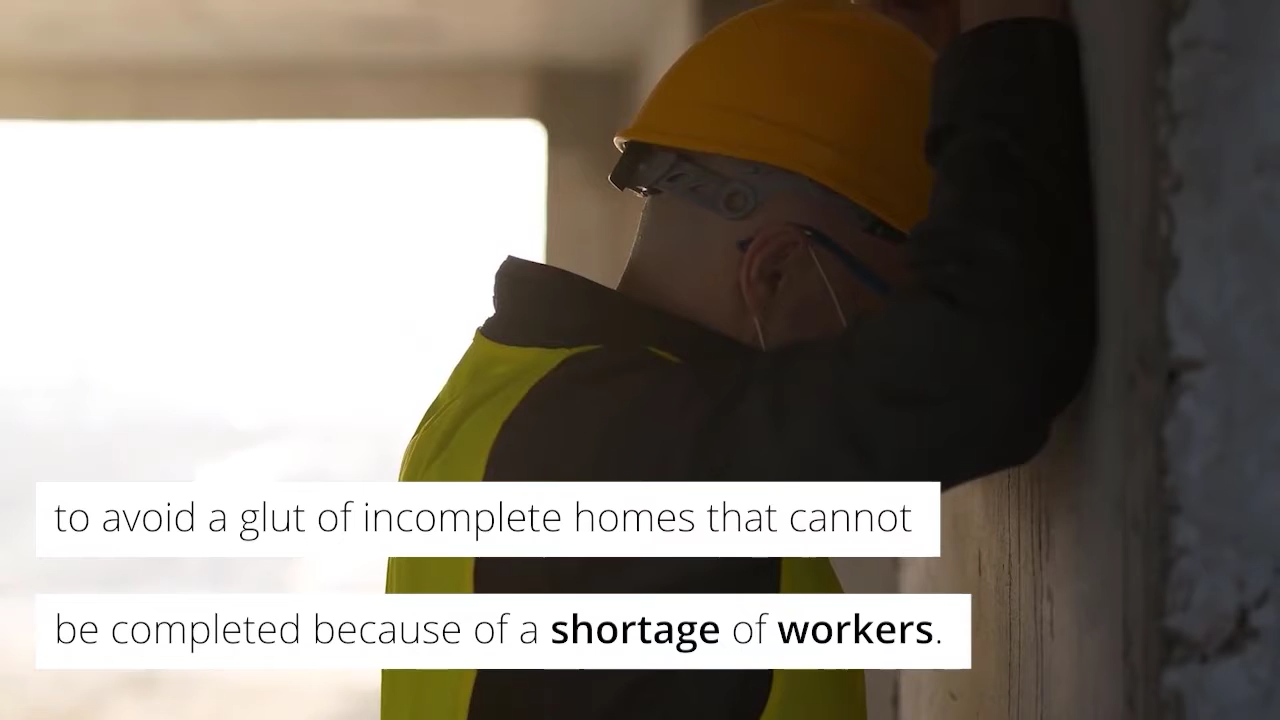 to avoid a glut of incomplete homes that cannot
be completed because of a shortage of workers.